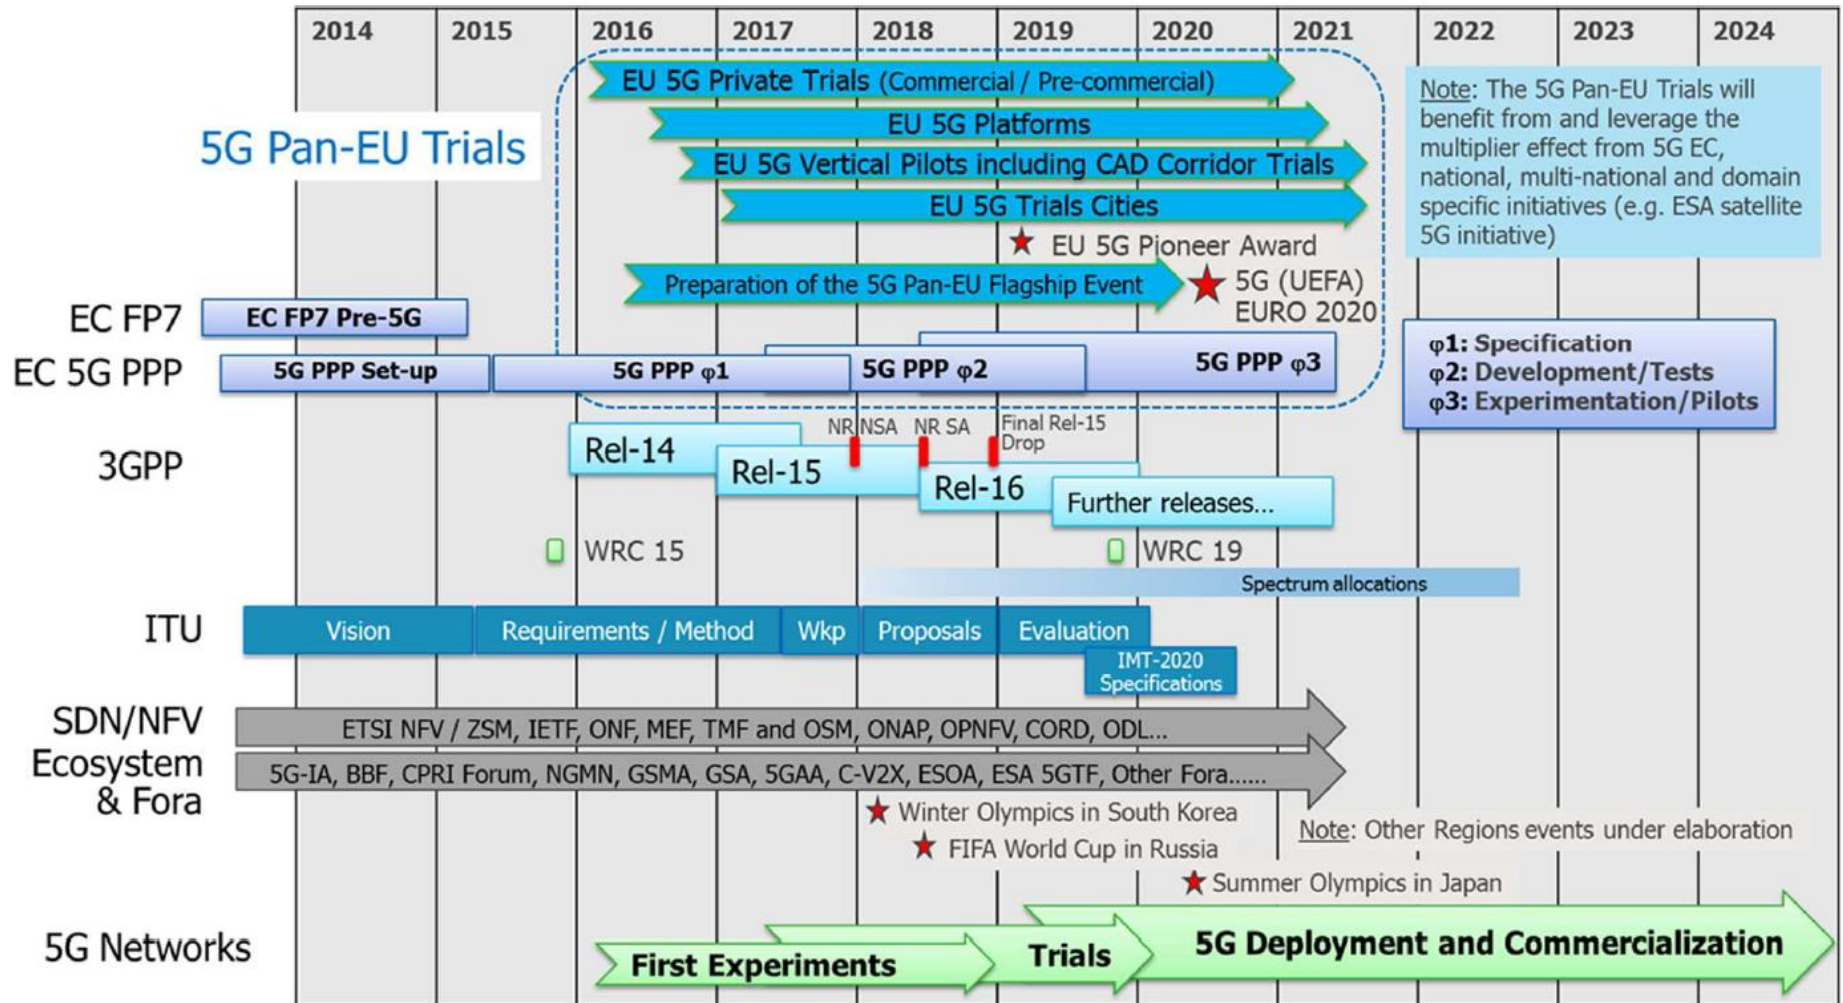 2014 2015 2016 2017 2018 2019 2020 2021 2022 2023 2024
5G Pan-EU Trials
EU 5G Private Trials (Commercial / Pre-commercial)
EU 5G Platforms
EU 5G Vertical Pilots including CAD Corridor Trials
EU 5G Trials Cities
EU 5G Pioneer Award
Preparation of the 5G Pan-EU Flagship Event
5G (UEFA)
EURO 2020
Note: The 5G Pan-EU Trials will
benefit from and leverage the
multiplier effect from 5G EC,
national, multi-national and domain
specific initiatives (e.g. ESA satellite
5G initiative)
EC FP7
EC FP7 Pre-5G
EC 5G PPP
5G PPP Set-up
5G PPP φ1
5G PPP φ2
5G PPP φ3
φ1: Specification
φ2: Development/Tests
φ3: Experimentation/Pilots
3GPP
Rel-14
Rel-15
NR NSA
NR SA
Final Rel-15
Drop
Rel-16
Further releases...
WRC 15
WRC 19
Spectrum allocations
ITU
Vision
Requirements / Method
Wkp
Proposals
Evaluation
IMT-2020
Specifications
SDN/NFV
ETSI NFV / ZSM, IETF, ONF, MEF, TMF and OSM, ONAP, OPNFV, CORD, ODL...
Ecosystem
& Fora
5G-IA, BBF, CPRI Forum, NGMN, GSMA, GSA, 5GAA, C-V2X, ESOA, ESA 5GTF, Other Fora......
Winter Olympics in South Korea
FIFA World Cup in Russia
Note: Other Regions events under elaboration
Summer Olympics in Japan
5G Networks
First Experiments
Trials
5G Deployment and Commercialization